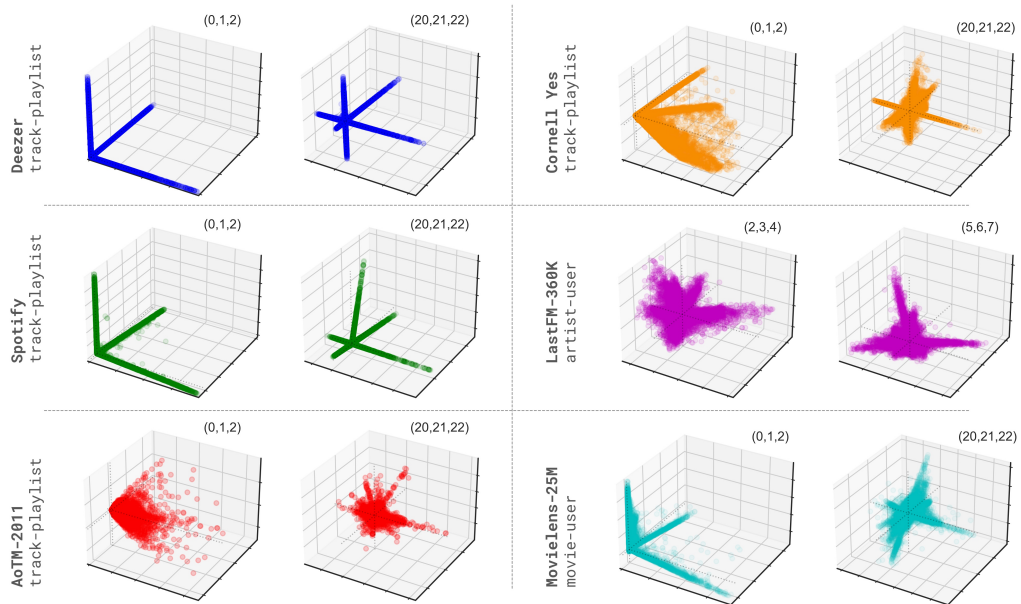 Deezer
track-playlist
(0,1,2)
(20,21,22)
Cornell Yes
track-playlist
(0,1,2)
(20,21,22)
Spotify
track-playlist
(0,1,2)
(20,21,22)
LastFM-360K
artist-user
(2,3,4)
(5,6,7)
AoTM-2011
track-playlist
(0,1,2)
(20,21,22)
Movielens-25M
movie-user
(0,1,2)
(20,21,22)